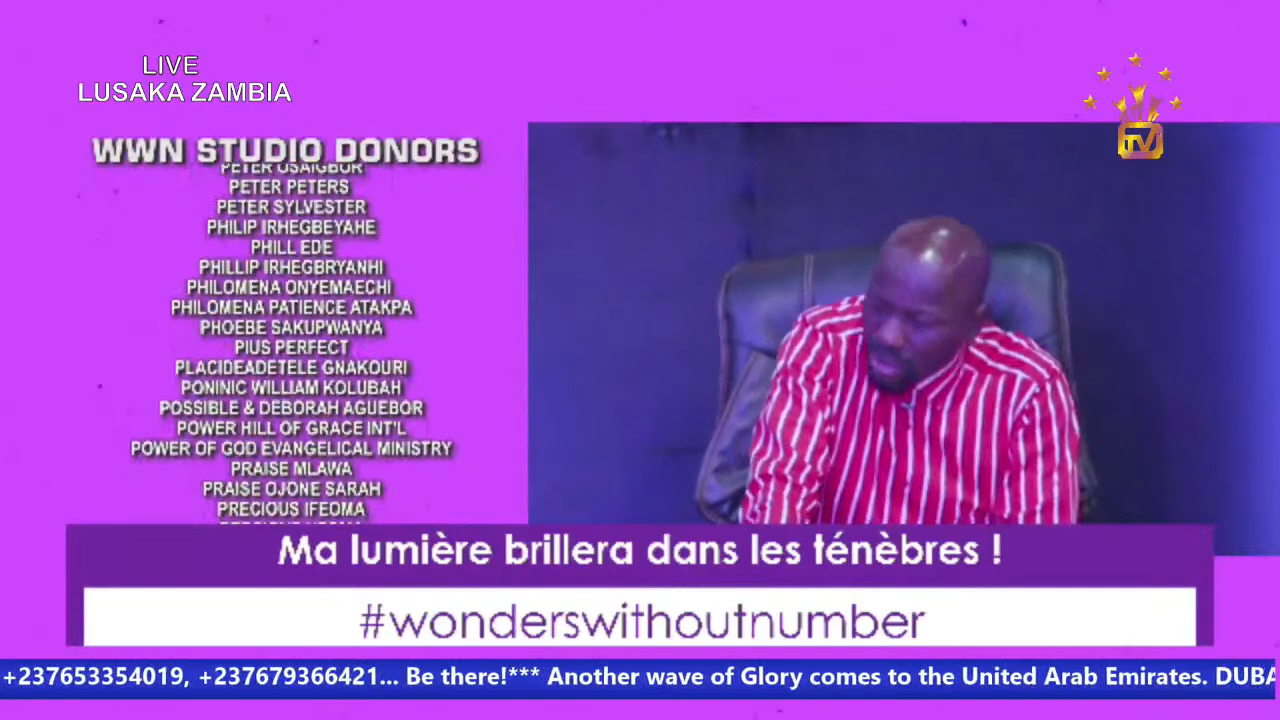 LIVE
LUSAKA ZAMBIA
TV
WWN STUDIO DONORS
PETER OSAIGBOR
PETER PETERS
PETER SYLVESTER
PHILIP IRHEGBEYAHE
PHILL EDE
PHILLIP IRHEGBRYANHI
PHILOMENA ONYEMAECHI
PHILOMENA PATIENCE ATAKPA
PHOEBE SAKUPWANYA
PIUS PERFECT
PLACIDEADETELE GNAKOURI
PONINIC WILLIAM KOLUBAH
POSSIBLE & DEBORAH AGUEBOR
POWER HILL OF GRACE INT'L
POWER OF GOD EVANGELICAL MINISTRY
PRAISE MLAWA
PRAISE OJONE SARAH
PRECIOUS IFEOMA
Ma lumière brillera dans les ténèbres !
#wonderswithoutnumber
+237653354019, +237679366421... Be there!*** Another wave of Glory comes to the United Arab Emirates. DUBA